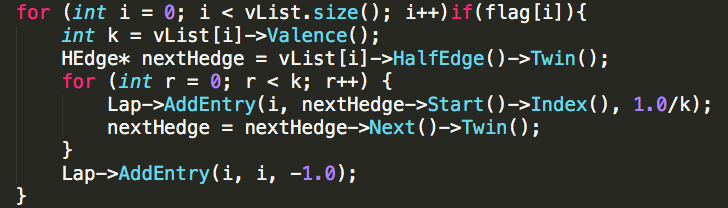 for (int i = 0; i < vList.size(); i++)if(flag[i]){
    int k = vList[i]->Valence();
    HEdge* nextHedge = vList[i]->HalfEdge()->Twin();
    for (int r = 0; r < k; r++) {
        Lap->AddEntry(i, nextHedge->Start()->Index(), 1.0/k);
        nextHedge = nextHedge->Next()->Twin();
    }
    Lap->AddEntry(i, i, -1.0);
}